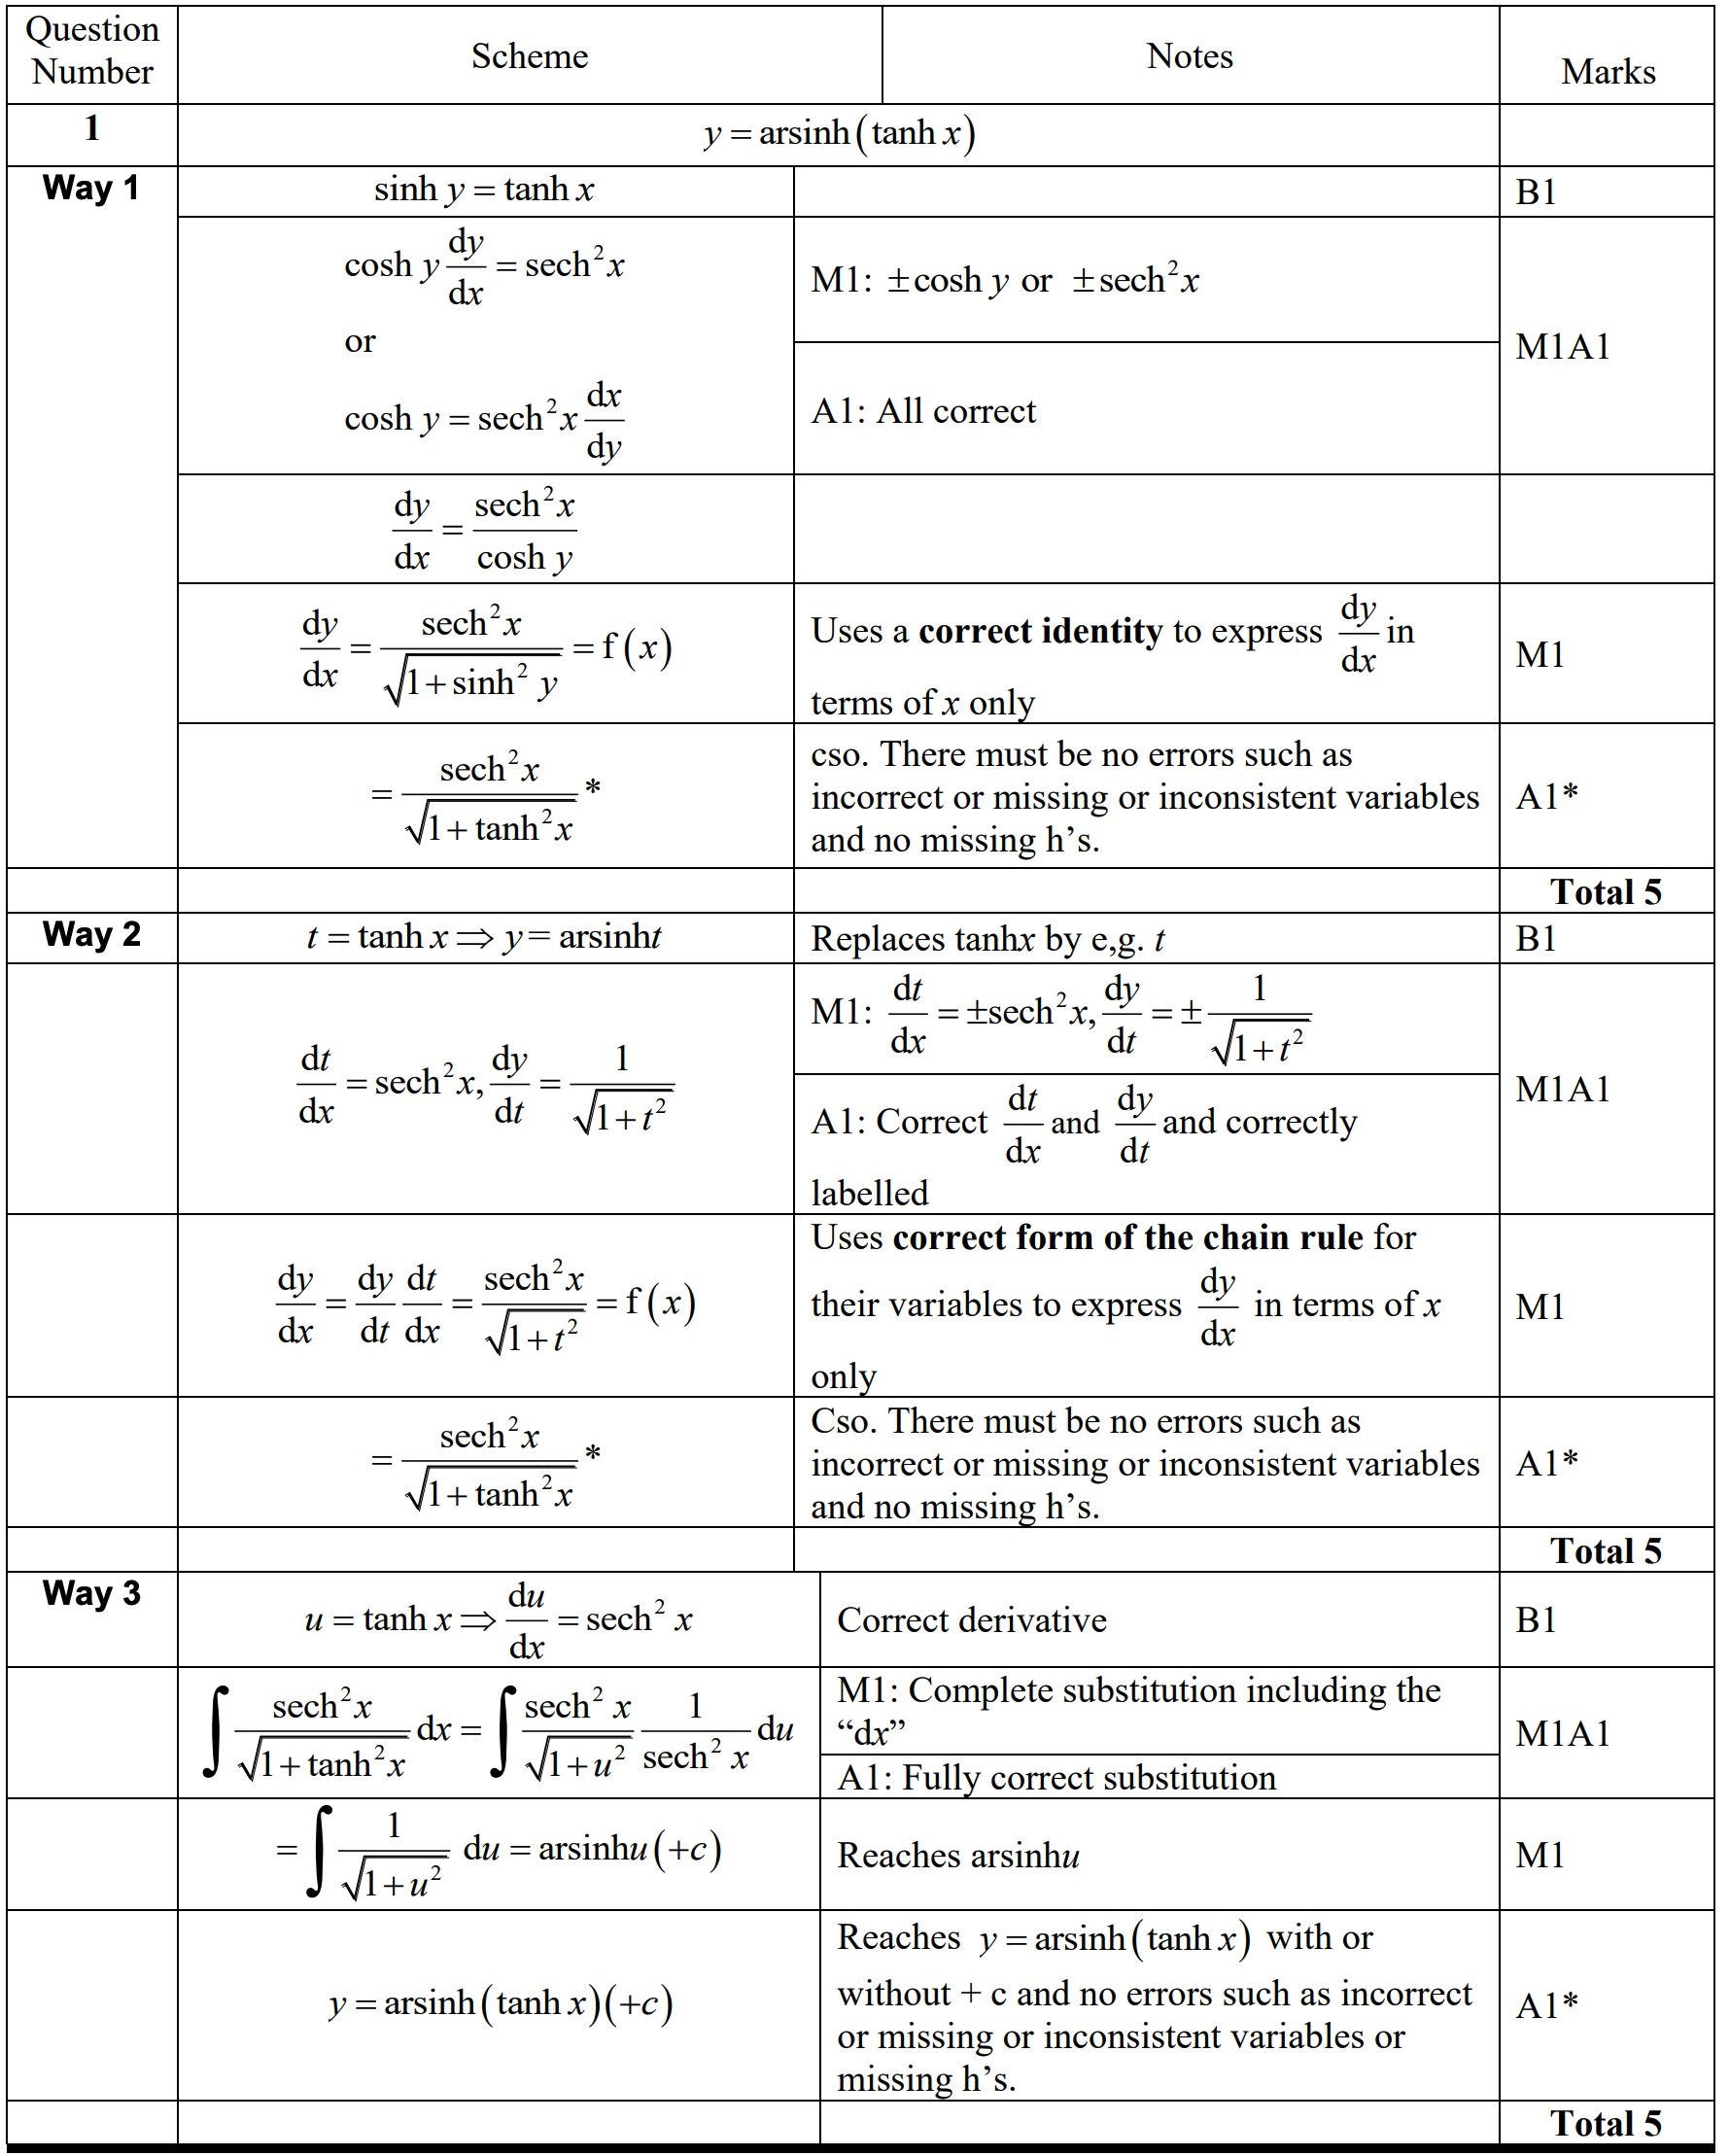 Question Number | Scheme | Notes | Marks
1 | y = arsinh(tanh x)
Way 1 | sinh y = tanh x | B1
cosh y dy/dx = sech²x | M1: ±cosh y or ±sech²x | M1A1
or
cosh y = sech²x dx/dy | A1: All correct
dy/dx = sech²x / cosh y
dy/dx = sech²x / √(1 + sinh² y) = f(x) | Uses a correct identity to express dy/dx in | M1
terms of x only
= sech²x / √(1 + tanh²x) * | cso. There must be no errors such as | A1*
incorrect or missing or inconsistent variables
and no missing h’s.
Total 5
Way 2 | t = tanh x ⇒ y = arsinht | Replaces tanhx by e,g. t | B1
dt/dx = sech²x, dy/dt = 1/√(1 + t²) | M1: dt/dx = ±sech²x, dy/dt = ± 1/√(1 + t²) | M1A1
A1: Correct dt/dx and dy/dt and correctly
labelled
Uses correct form of the chain rule for
dy/dx = dy/dt dt/dx = sech²x / √(1 + t²) = f(x) | their variables to express dy/dx in terms of x | M1
only
= sech²x / √(1 + tanh²x) * | Cso. There must be no errors such as | A1*
incorrect or missing or inconsistent variables
and no missing h’s.
Total 5
Way 3 | u = tanh x ⇒ du/dx = sech² x | Correct derivative | B1
∫ sech²x / √(1 + tanh²x) dx = ∫ sech² x / √(1 + u²) 1/sech² x du | M1: Complete substitution including the | M1A1
“dx”
A1: Fully correct substitution
= ∫ 1/√(1 + u²) du = arsinhu (+c) | Reaches arsinhu | M1
y = arsinh(tanh x)(+c) | Reaches y = arsinh(tanh x) with or | A1*
without + c and no errors such as incorrect
or missing or inconsistent variables or
missing h’s.
Total 5